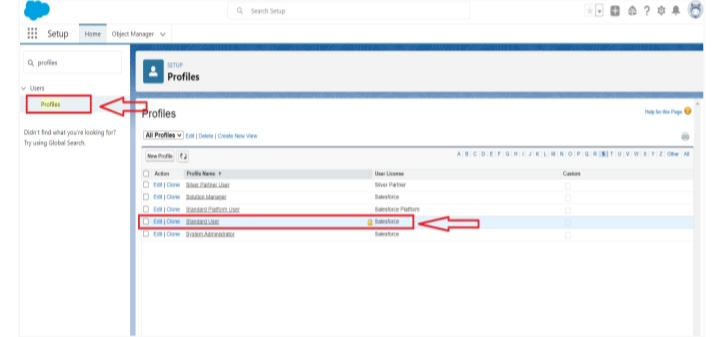 Search Setup
Setup Home Object Manager
profiles
SETUP
Profiles
Users
Profiles
Didn't find what you're looking for?
Try using Global Search.
Profiles
Help for this Page
All Profiles Edit | Delete | Create New View
New Profile
A B C D E F G H I J K L M N O P Q R S T U V W X Y Z Other All
Action Profile Name User License Custom
Edit | Clone Silver Partner User Silver Partner
Edit | Clone Solution Manager Salesforce
Edit | Clone Standard Platform User Salesforce Platform
Edit | Clone Standard User Salesforce
Edit | Clone System Administrator Salesforce